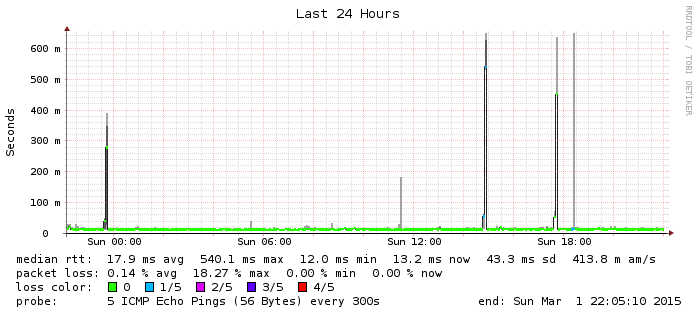 Last 24 Hours
RRDTOOL / TOBI OETIKER
Seconds
600 m
500 m
400 m
300 m
200 m
100 m
0
Sun 00:00 Sun 06:00 Sun 12:00 Sun 18:00
median rtt: 17.9 ms avg 540.1 ms max 12.0 ms min 13.2 ms now 43.3 ms sd 413.8 m am/s
packet loss: 0.14 % avg 18.27 % max 0.00 % min 0.00 % now
loss color: 0 1/5 2/5 3/5 4/5
probe: 5 ICMP Echo Pings (56 Bytes) every 300s end: Sun Mar 1 22:05:10 2015